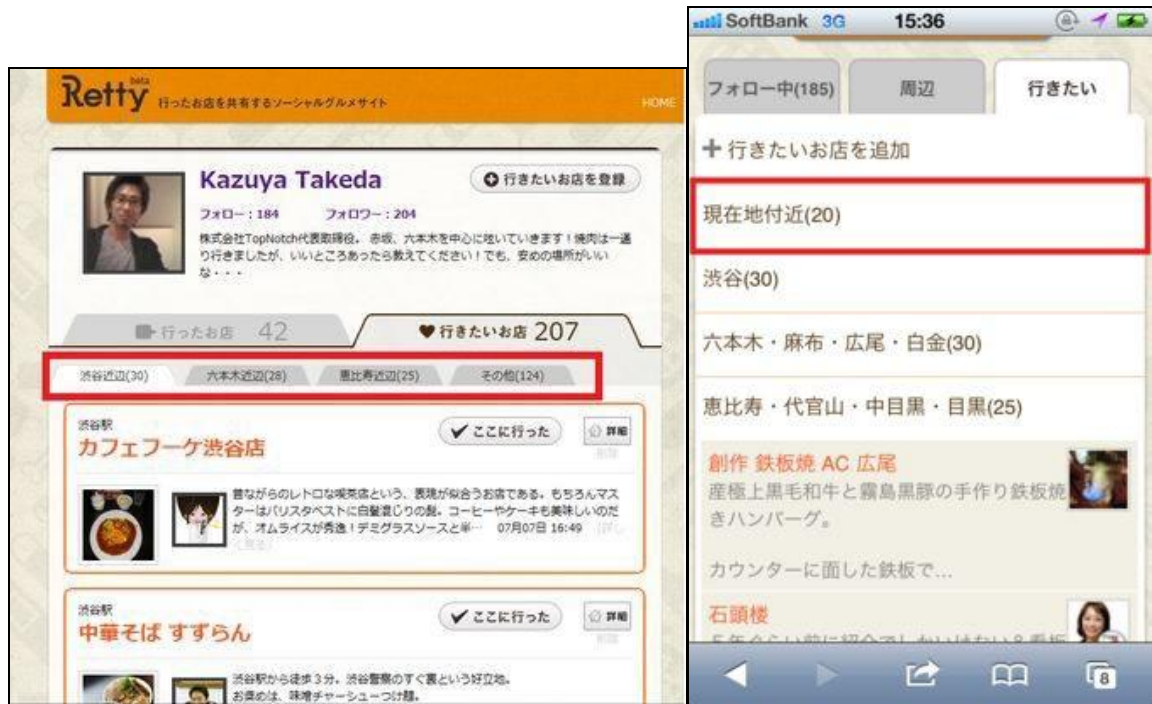 Retty beta
行ったお店を共有するソーシャルグルメサイト
HOME
Kazuya Takeda
行きたいお店を登録
フォロー:184 フォロワー:204
株式会社TopNotch代表取締役。赤坂、六本木を中心に呟いています!焼肉は一通
り行きましたが、いいところあったら教えてください!でも、安めの場所がいい
な・・・
行ったお店 42
行きたいお店 207
渋谷近辺(30) 六本木近辺(28) 恵比寿近辺(25) その他(124)
渋谷駅
カフェフーケ渋谷店
ここに行った
詳細
削除
昔ながらのレトロな喫茶店という、表現が似合うお店である。もちろんマス
ターはバリスタベストに白髪混じりの髭。コーヒーやケーキも美味しいのだ
が、オムライスが秀逸!デミグラスソースと半… 07月07日 16:49
渋谷駅
中華そば すずらん
ここに行った
詳細
削除
渋谷駅から徒歩3分。渋谷警察のすぐ裏という好立地。
お奨めは、味噌チャーシューつけ麺。
SoftBank 3G 15:36
フォロー中(185) 周辺 行きたい
+ 行きたいお店を追加
現在地付近(20)
渋谷(30)
六本木・麻布・広尾・白金(30)
恵比寿・代官山・中目黒・目黒(25)
創作 鉄板焼 AC 広尾
産極上黒毛和牛と霧島黒豚の手作り鉄板焼
きハンバーグ。
カウンターに面した鉄板で...
石頭楼
8